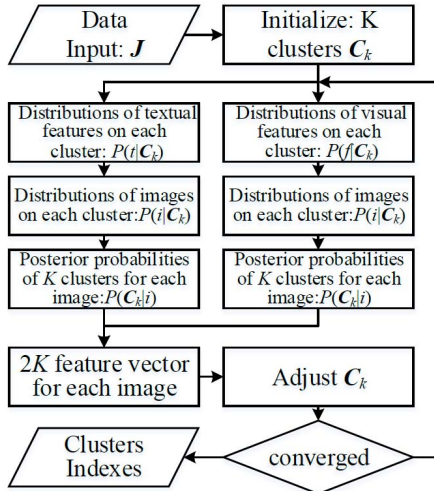 Data
Input: J
Initialize: K
clusters C_k
Distributions of textual
features on each
cluster: P(t|C_k)
Distributions of visual
features on each
cluster: P(f|C_k)
Distributions of images
on each cluster:P(i|C_k)
Distributions of images
on each cluster:P(i|C_k)
Posterior probabilities
of K clusters for each
image:P(C_k|i)
Posterior probabilities
of K clusters for each
image:P(C_k|i)
2K feature vector
for each image
Adjust C_k
Clusters
Indexes
converged